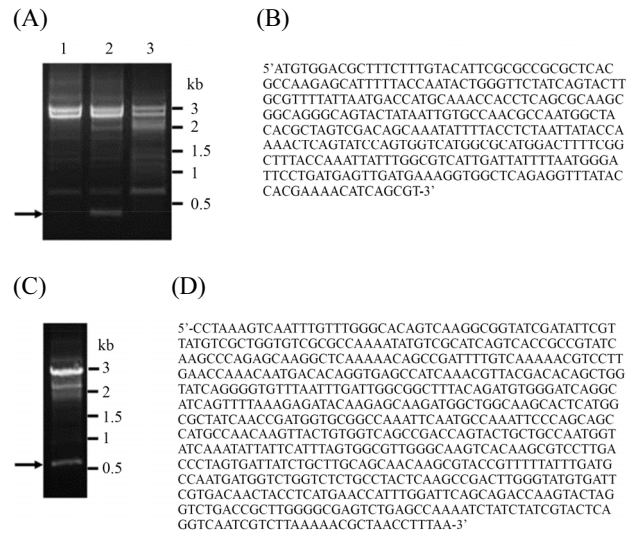 (A)
(B)
1 2 3
kb
3
2
1.5
1
0.5
5'ATGTGGACGCTTTCTTTGTACATTCGCGCCGCGCTCAC
GCCAAGAGCATTTTTACCAATACTGGGTTCTATCAGTACTT
GCGTTTTATTAATGACCATGCAAACCACCTCAGCGCAAGC
GGCAGGGCAGTACTATAATTGTGCCAACGCCAATGGCTA
CACGCTAGTCGACAGCAAATATTTTACCTCTAATTATACCA
AAACTCAGTATCCAGTGGTCATGGCGCATGGACTTTTCGG
CTTTACCAAATTATTTGGCGTCATTGATTATTTTAATGGGA
TTCCTGATGAGTTGATGAAAGGTGGCTCAGAGGTTTATAC
CACGAAAACATCAGCGT-3'
(C)
(D)
kb
3
2
1.5
1
0.5
5'-CCTAAAGTCAATTTGTTTGGGCACAGTCAAGGCGGTATCGATATTCGT
TATGTCGCTGGTGTCGCGCCAAAATATGTCGCATCAGTCACCGCCGTATC
AAGCCCAGAGCAAGGCTCAAAAACAGCCGATTTTGTCAAAAACGTCCTT
GAACCAAACAATGACACAGGTGAGCCATCAAACGTTACGACACAGCTGG
TATCAGGGGTGTTTAATTTGATTGGCGGCTTTACAGATGTGGGATCAGGC
ATCAGTTTTAAAGAGATACAAGAGCAAGATGGCTGGCAAGCACTCATGG
CGCTATCAACCGATGGTGCGGCCAAATTCAATGCCAAATTCCCAGCAGC
CATGCCAACAAGTTACTGTGGTCAGCCGACCAGTACTGCTGCCAATGGT
ATCAAATATTATTCATTTAGTGGCGTTGGGCAAGTCACAAGCGTCCTTGA
CCCTAGTGATTATCTGCTTGCAGCAACAAGCGTACCGTTTTTATTTGATG
CCAATGATGGTCTGGTCTCTGCCTACTCAAGCCGACTTGGGTATGTGATT
CGTGACAACTACCTCATGAACCATTTGGATTCAGCAGACCAAGTACTAG
GTCTGACCGCTTGGGGCGAGTCTGAGCCAAAATCTATCTATCGTACTCA
GGTCAATCGTCTTAAAAACGCTAACCTTTAA-3'